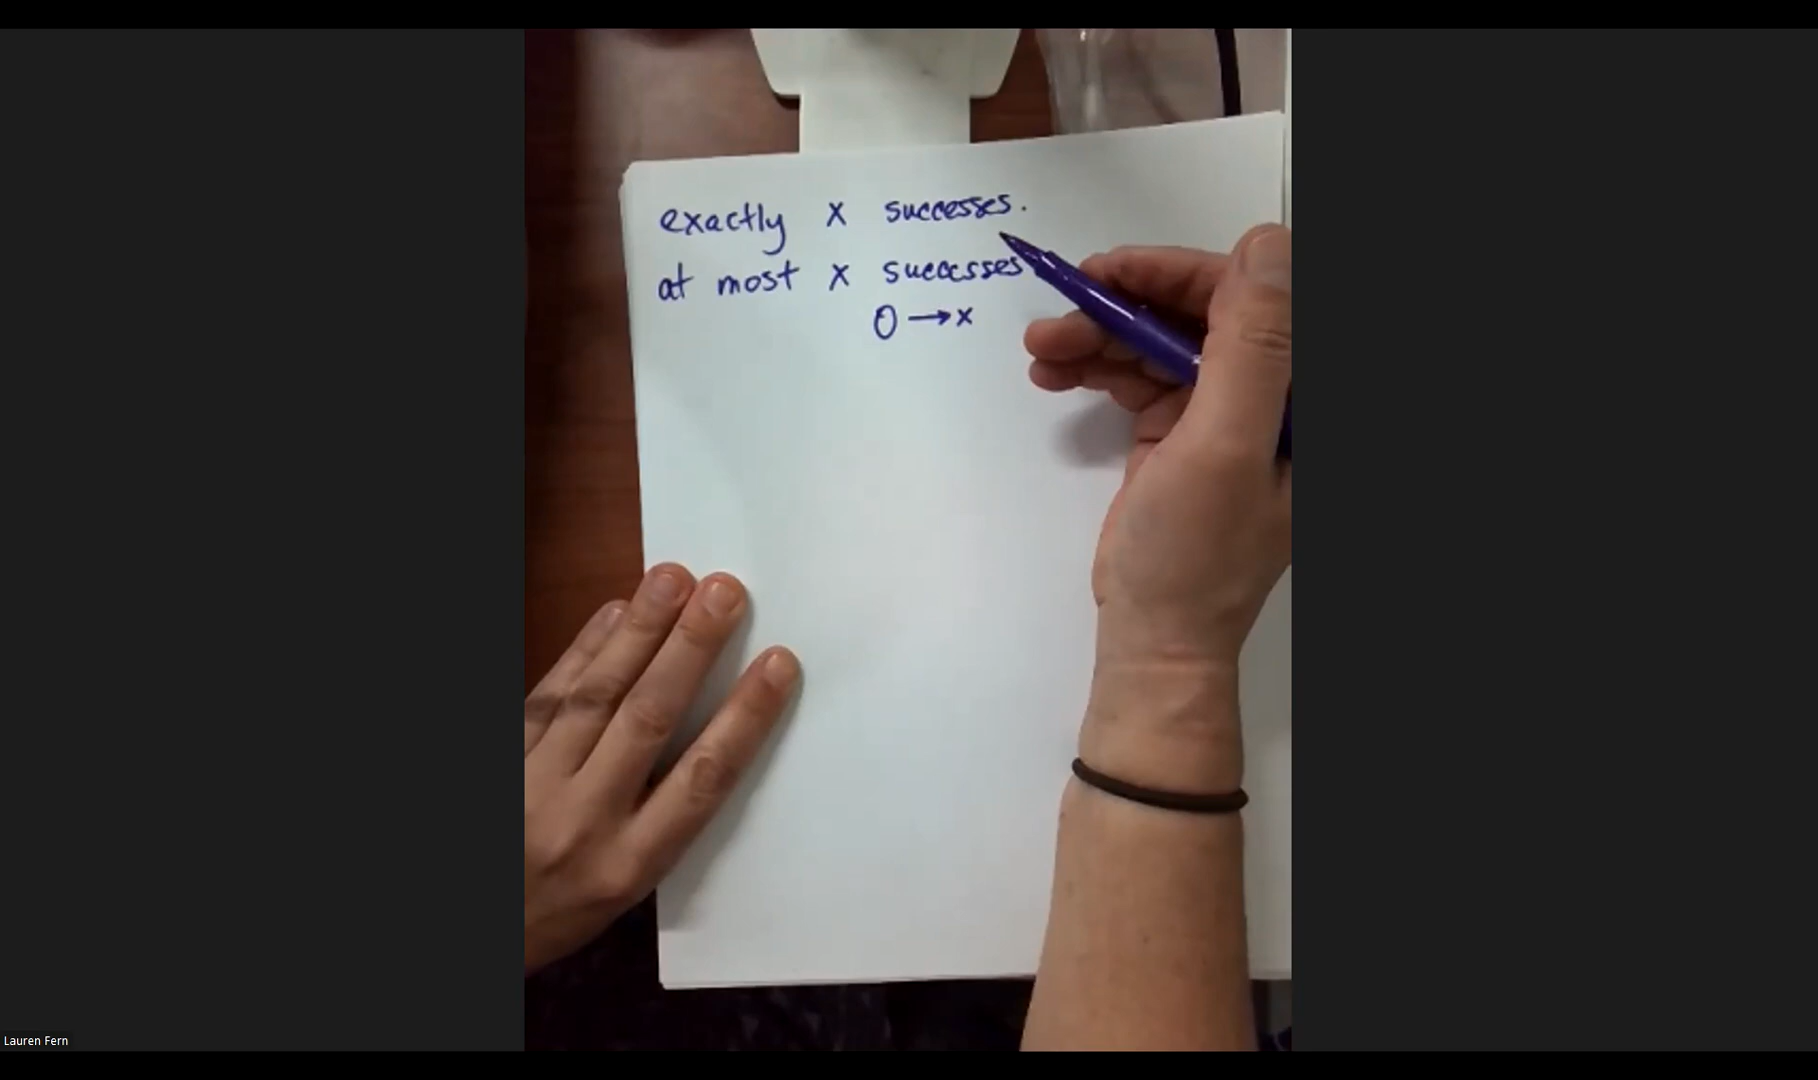 exactly x successes.
at most x successes
0 → x
Lauren Fern